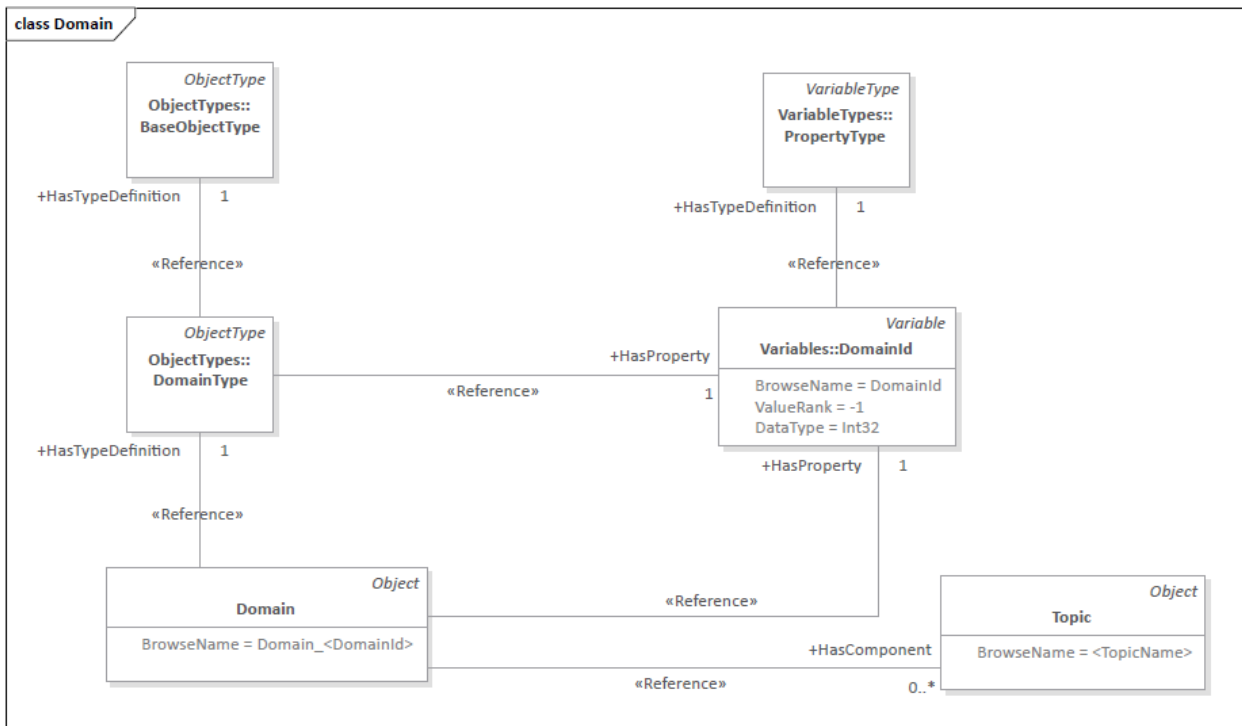 class Domain
ObjectType
ObjectTypes::
BaseObjectType
VariableType
VariableTypes::
PropertyType
+HasTypeDefinition 1
+HasTypeDefinition 1
«Reference»
«Reference»
ObjectType
ObjectTypes::
DomainType
Variable
Variables::DomainId
BrowseName = DomainId
ValueRank = -1
DataType = Int32
+HasProperty
«Reference»
1
+HasTypeDefinition 1
+HasProperty 1
«Reference»
Object
Domain
BrowseName = Domain_<DomainId>
«Reference»
Object
Topic
BrowseName = <TopicName>
+HasComponent
«Reference»
0..*